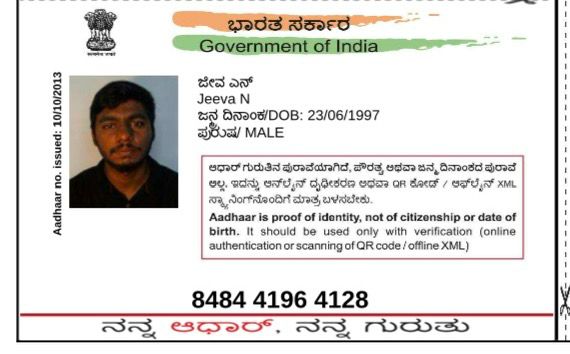 ಭಾರತ ಸರ್ಕಾರ
Government of India
Aadhaar no. issued: 10/10/2013
ಜೀವ ಎನ್
Jeeva N
ಜನ್ಮ ದಿನಾಂಕ/DOB: 23/06/1997
ಪುರುಷ/ MALE
ಆಧಾರ್ ಗುರುತಿನ ಪುರಾವೆಯಾಗಿದೆ, ಪೌರತ್ವ ಅಥವಾ ಜನ್ಮ ದಿನಾಂಕದ ಪುರಾವೆ
ಅಲ್ಲ. ಇದನ್ನು ಆನ್‌ಲೈನ್ ದೃಢೀಕರಣ ಅಥವಾ QR ಕೋಡ್ / ಆಫ್‌ಲೈನ್ XML
ಸ್ಕ್ಯಾನಿಂಗ್‌ನೊಂದಿಗೆ ಮಾತ್ರ ಬಳಸಬೇಕು.
Aadhaar is proof of identity, not of citizenship or date of
birth. It should be used only with verification (online
authentication or scanning of QR code / offline XML)
8484 4196 4128
ನನ್ನ ಆಧಾರ್, ನನ್ನ ಗುರುತು